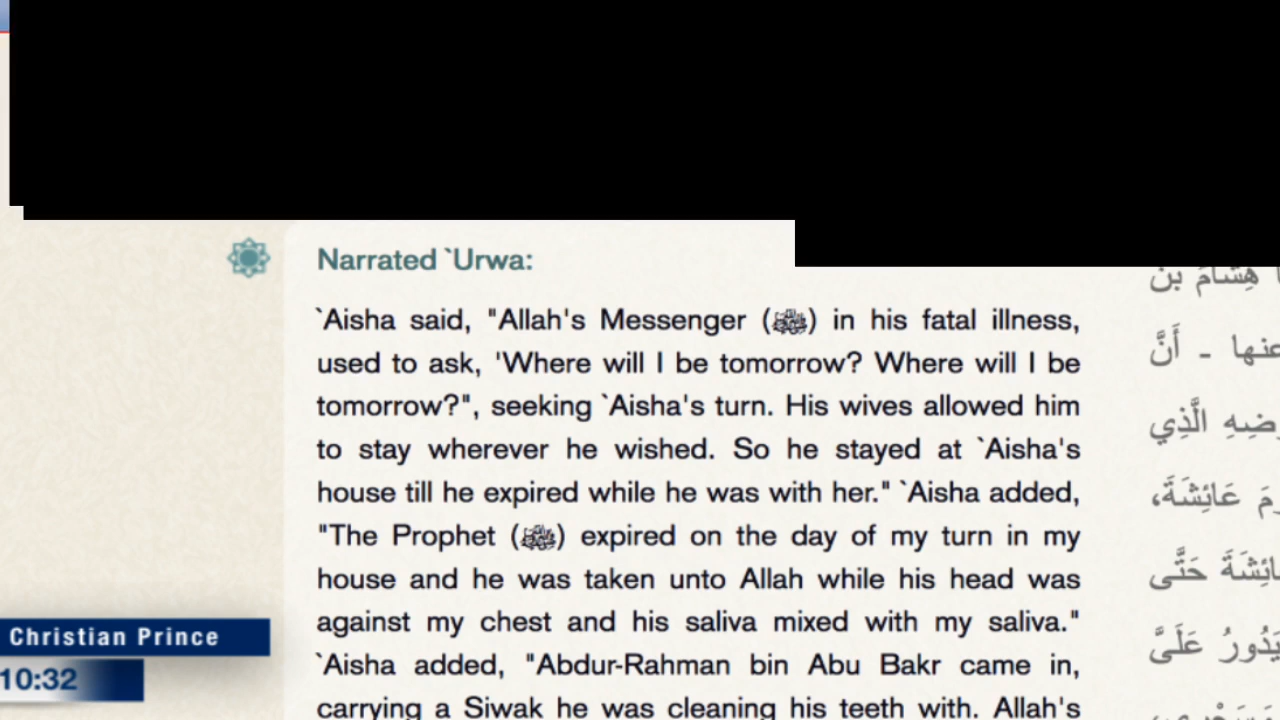 Narrated `Urwa:
`Aisha said, "Allah's Messenger (ﷺ) in his fatal illness,
used to ask, 'Where will I be tomorrow? Where will I be
tomorrow?", seeking `Aisha's turn. His wives allowed him
to stay wherever he wished. So he stayed at `Aisha's
house till he expired while he was with her." `Aisha added,
"The Prophet (ﷺ) expired on the day of my turn in my
house and he was taken unto Allah while his head was
against my chest and his saliva mixed with my saliva."
`Aisha added, "Abdur-Rahman bin Abu Bakr came in,
carrying a Siwak he was cleaning his teeth with. Allah's
هِشَامُ بْنُ
عنها ـ أَنَّ
الَّذِي
عَائِشَةَ،
حَتَّى
يَدُورُ عَلَىَّ
Christian Prince
10:32